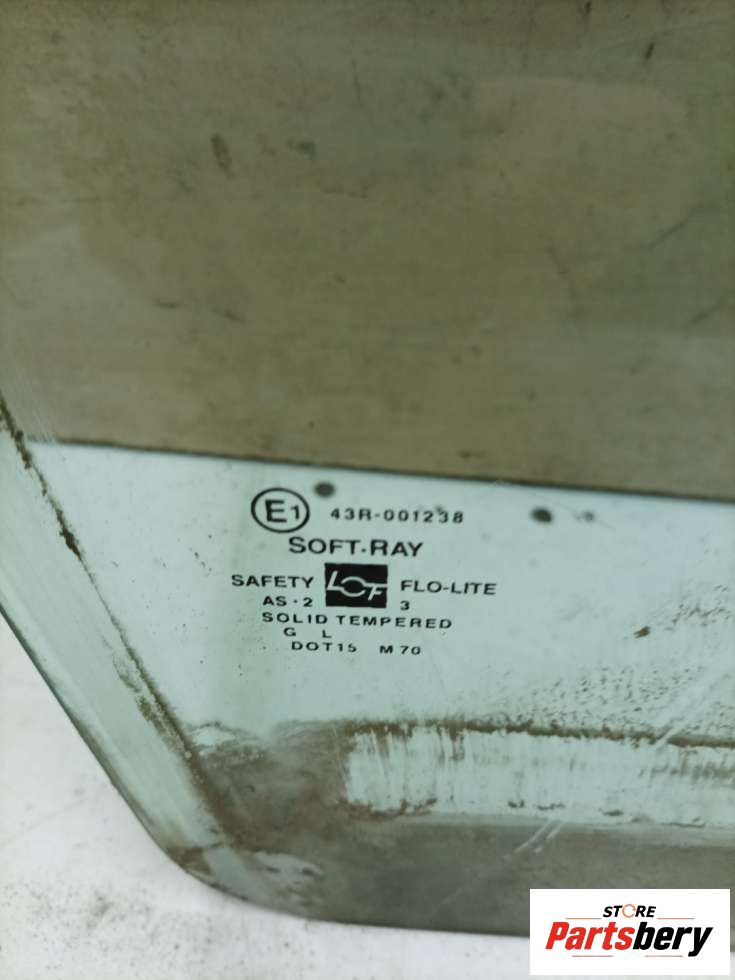 E1 43R-001238
SOFT-RAY
SAFETY LOF FLO-LITE
AS-2 3
SOLID TEMPERED
G L
DOT15 M70
STORE
Partsbery